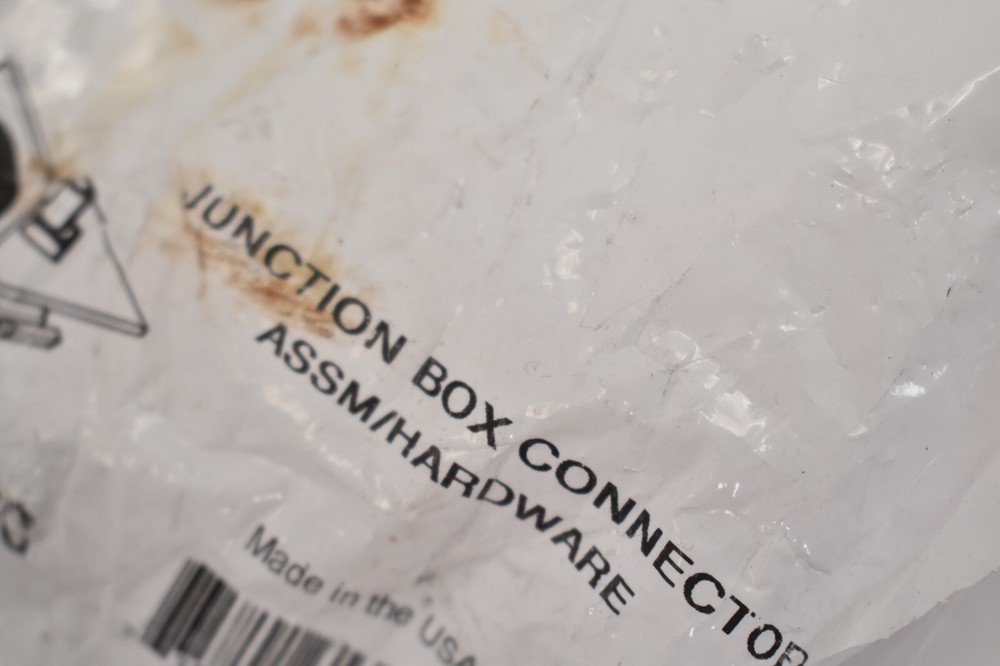 JUNCTION BOX CONNECTOR
ASSM/HARDWARE
Made in the USA